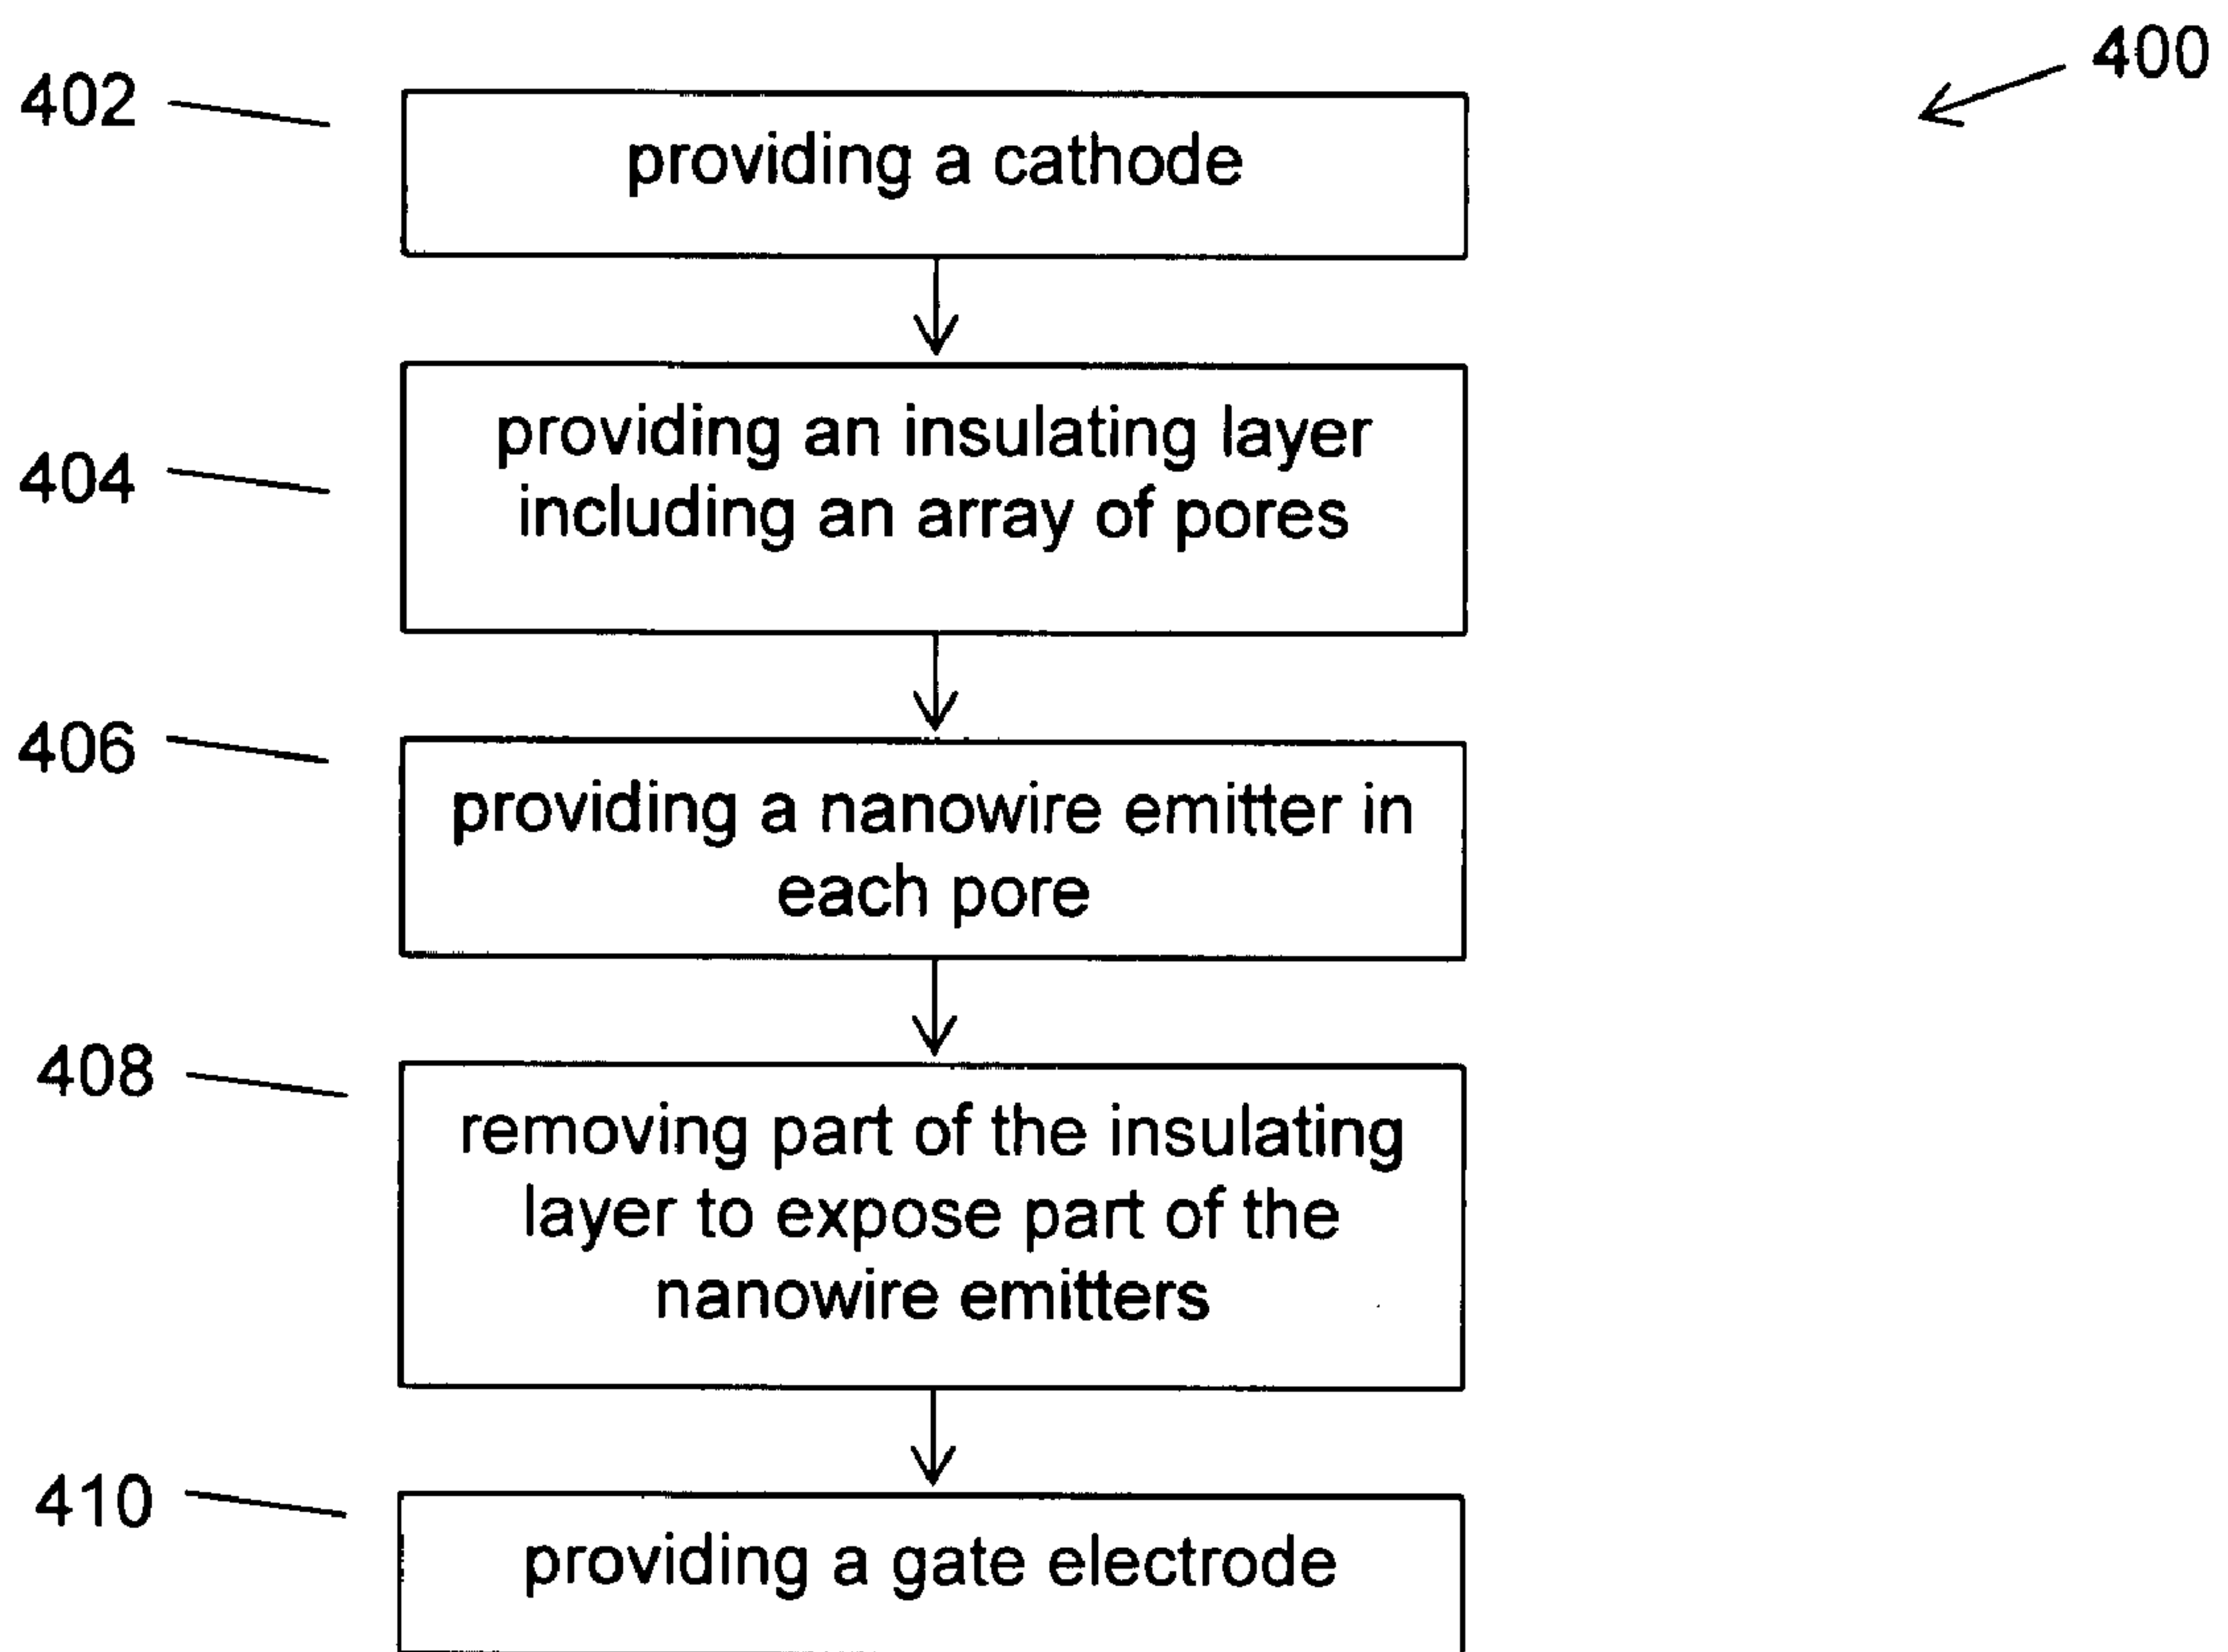 400
402
providing a cathode
404
providing an insulating layer
including an array of pores
406
providing a nanowire emitter in
each pore
408
removing part of the insulating
layer to expose part of the
nanowire emitters
410
providing a gate electrode